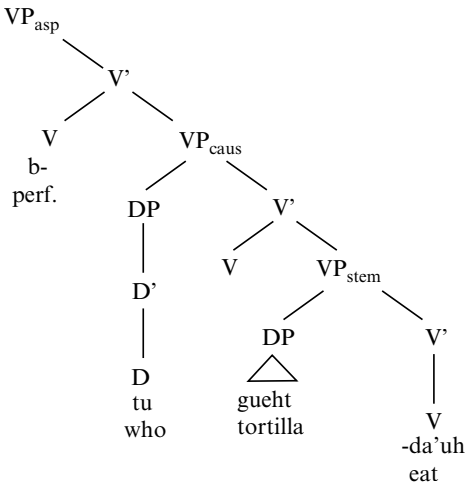 VPasp
V'
V
VPcaus
b-
perf.
DP
V'
D'
V
VPstem
DP
V'
D
tu
who
gueht
tortilla
V
-da'uh
eat